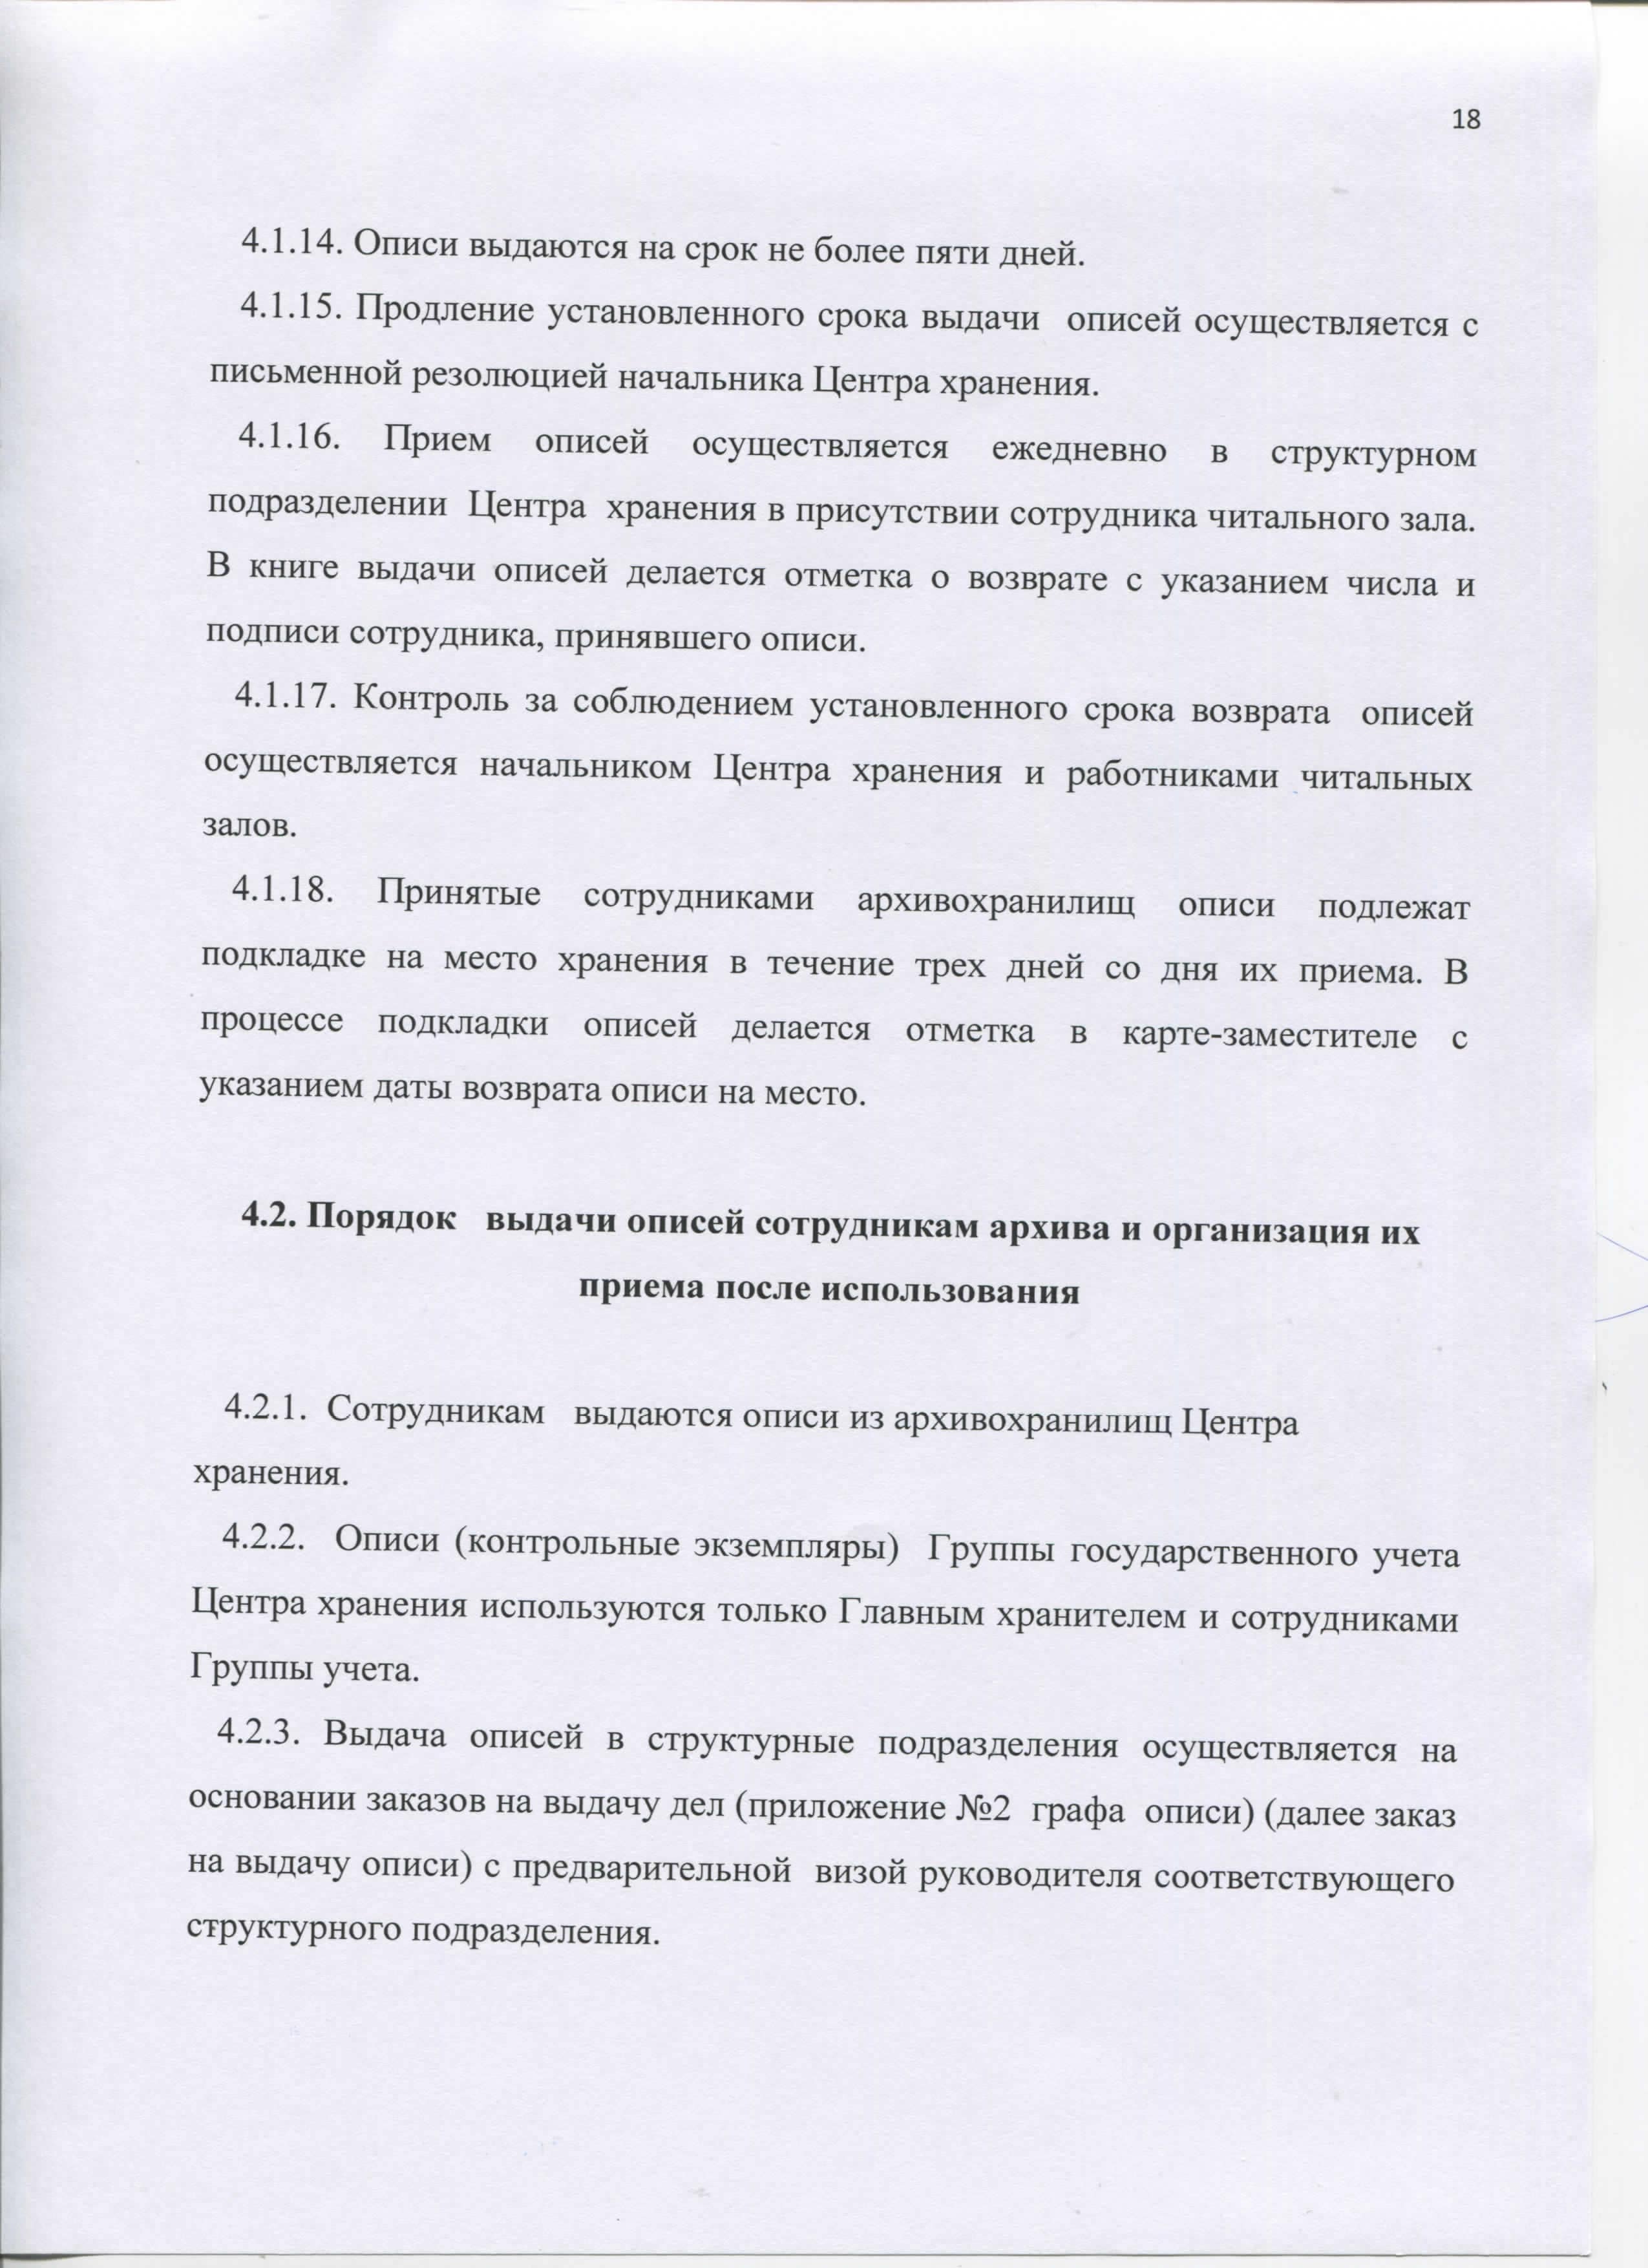 18
4.1.14. Описи выдаются на срок не более пяти дней.
4.1.15. Продление установленного срока выдачи описей осуществляется с
письменной резолюцией начальника Центра хранения.
4.1.16. Прием описей осуществляется ежедневно в структурном
подразделении Центра хранения в присутствии сотрудника читального зала.
В книге выдачи описей делается отметка о возврате с указанием числа и
подписи сотрудника, принявшего описи.
4.1.17. Контроль за соблюдением установленного срока возврата описей
осуществляется начальником Центра хранения и работниками читальных
залов.
4.1.18. Принятые сотрудниками архивохранилищ описи подлежат
подкладке на место хранения в течение трех дней со дня их приема. В
процессе подкладки описей делается отметка в карте-заместителе с
указанием даты возврата описи на место.
4.2. Порядок выдачи описей сотрудникам архива и организация их
приема после использования
4.2.1. Сотрудникам выдаются описи из архивохранилищ Центра
хранения.
4.2.2. Описи (контрольные экземпляры) Группы государственного учета
Центра хранения используются только Главным хранителем и сотрудниками
Группы учета.
4.2.3. Выдача описей в структурные подразделения осуществляется на
основании заказов на выдачу дел (приложение №2 графа описи) (далее заказ
на выдачу описи) с предварительной визой руководителя соответствующего
структурного подразделения.